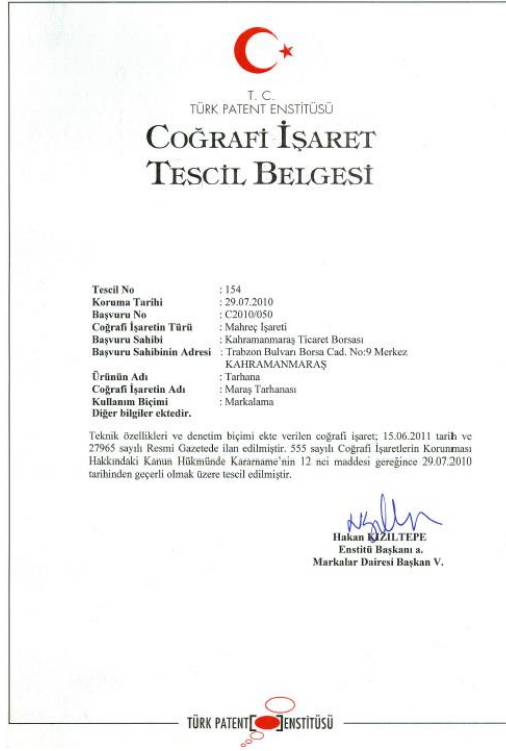 T. C.
TÜRK PATENT ENSTİTÜSÜ
COĞRAFİ İŞARET
TESCİL BELGESİ
Tescil No : 154
Koruma Tarihi : 29.07.2010
Başvuru No : C2010/050
Coğrafi İşaretin Türü : Mahreç İşareti
Başvuru Sahibi : Kahramanmaraş Ticaret Borsası
Başvuru Sahibinin Adresi : Trabzon Bulvarı Borsa Cad. No:9 Merkez
KAHRAMANMARAŞ
Ürünün Adı : Tarhana
Coğrafi İşaretin Adı : Maraş Tarhanası
Kullanım Biçimi : Markalama
Diğer bilgiler ektedir.
Teknik özellikleri ve denetim biçimi ekte verilen coğrafi işaret; 15.06.2011 tarih ve
27965 sayılı Resmi Gazetede ilan edilmiştir. 555 sayılı Coğrafi İşaretlerin Korunması
Hakkındaki Kanun Hükmünde Kararname'nin 12 nci maddesi gereğince 29.07.2010
tarihinden geçerli olmak üzere tescil edilmiştir.
Hakan KIZILTEPE
Enstitü Başkanı a.
Markalar Dairesi Başkan V.
TÜRK PATENT ENSTİTÜSÜ